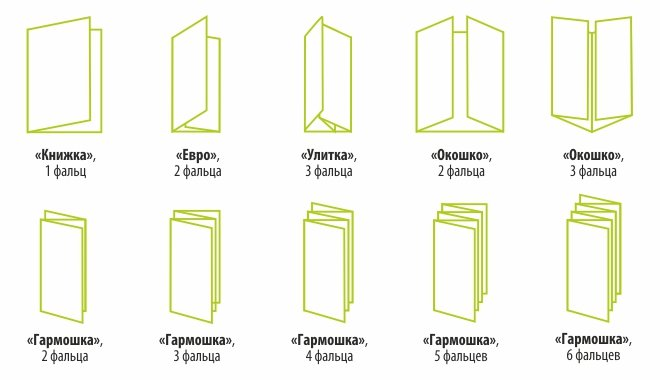 «Книжка»,
1 фальц
«Евро»,
2 фальца
«Улитка»,
3 фальца
«Окошко»,
2 фальца
«Окошко»,
3 фальца
«Гармошка»,
2 фальца
«Гармошка»,
3 фальца
«Гармошка»,
4 фальца
«Гармошка»,
5 фальцев
«Гармошка»,
6 фальцев